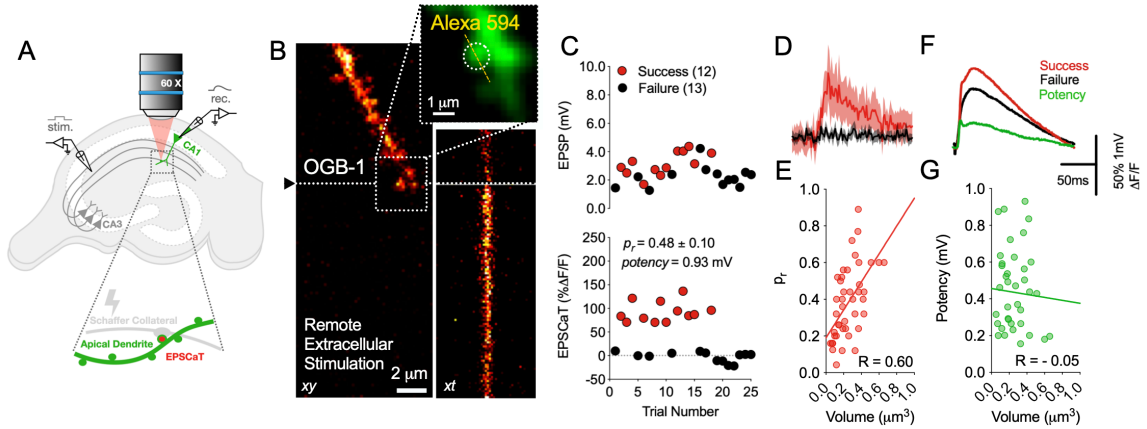 A
60 X
rec.
stim.
CA1
CA3
Schaffer Collateral
Apical Dendrite
EPSCaT
B
Alexa 594
1 μm
OGB-1
Remote
Extracellular
Stimulation
2 μm
xy
xt
C
10.0
8.0
6.0
4.0
2.0
0.0
EPSP (mV)
Success (12)
Failure (13)
250
200
150
100
50
0
-50
EPSCaT (%ΔF/F)
pr = 0.48 ± 0.10
potency = 0.93 mV
0 5 10 15 20 25
Trial Number
D
F
Success
Failure
Potency
50ms
50% 1mV
ΔF/F
E
1.0
0.8
0.6
0.4
0.2
0.0
pr
R = 0.60
0.0 0.2 0.4 0.6 0.8 1.0
Volume (μm³)
G
1.0
0.8
0.6
0.4
0.2
0.0
Potency (mV)
R = - 0.05
0.0 0.2 0.4 0.6 0.8 1.0
Volume (μm³)